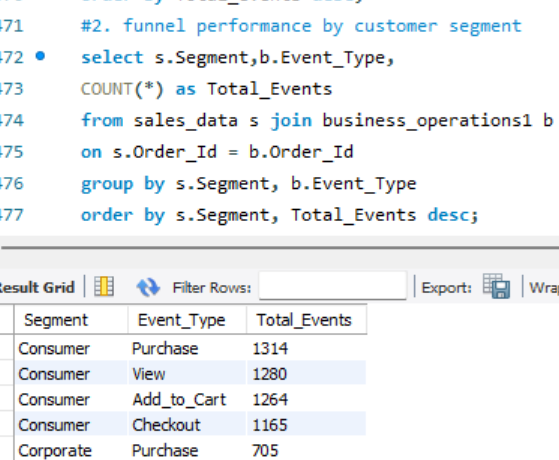 471 #2. funnel performance by customer segment
472 select s.Segment,b.Event_Type,
473 COUNT(*) as Total_Events
474 from sales_data s join business_operations1 b
475 on s.Order_Id = b.Order_Id
476 group by s.Segment, b.Event_Type
477 order by s.Segment, Total_Events desc;
Result Grid Filter Rows: Export: Wrap
Segment Event_Type Total_Events
Consumer Purchase 1314
Consumer View 1280
Consumer Add_to_Cart 1264
Consumer Checkout 1165
Corporate Purchase 705